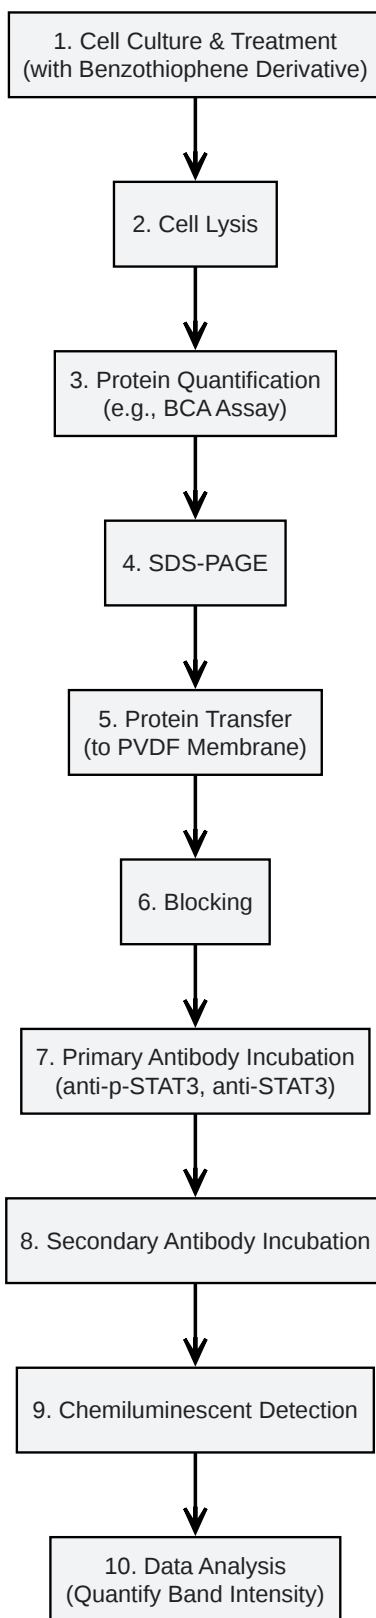 1. Cell Culture & Treatment
(with Benzothiophene Derivative)
2. Cell Lysis
3. Protein Quantification
(e.g., BCA Assay)
4. SDS-PAGE
5. Protein Transfer
(to PVDF Membrane)
6. Blocking
7. Primary Antibody Incubation
(anti-p-STAT3, anti-STAT3)
8. Secondary Antibody Incubation
9. Chemiluminescent Detection
10. Data Analysis
(Quantify Band Intensity)